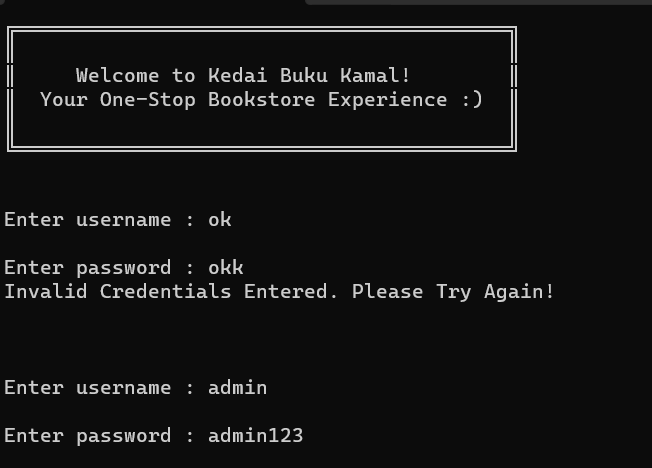 Welcome to Kedai Buku Kamal!
Your One-Stop Bookstore Experience :)
Enter username : ok
Enter password : okk
Invalid Credentials Entered. Please Try Again!
Enter username : admin
Enter password : admin123